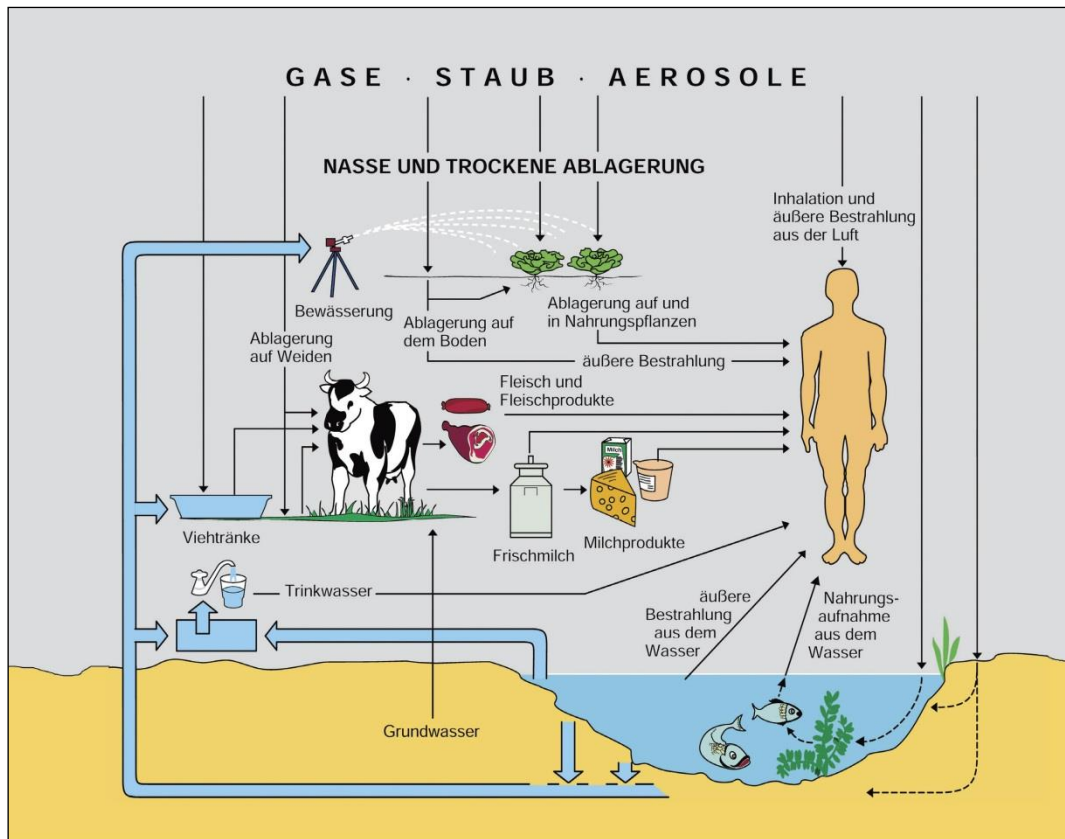 GASE · STAUB · AEROSOLE
NASSE UND TROCKENE ABLAGERUNG
Inhalation und
äußere Bestrahlung
aus der Luft
Bewässerung
Ablagerung auf
dem Boden
Ablagerung auf und
in Nahrungspflanzen
Ablagerung
auf Weiden
äußere Bestrahlung
Fleisch und
Fleischprodukte
Milch
Viehtränke
Frischmilch
Milchprodukte
Trinkwasser
äußere
Bestrahlung
aus dem
Wasser
Nahrungs-
aufnahme
aus dem
Wasser
Grundwasser